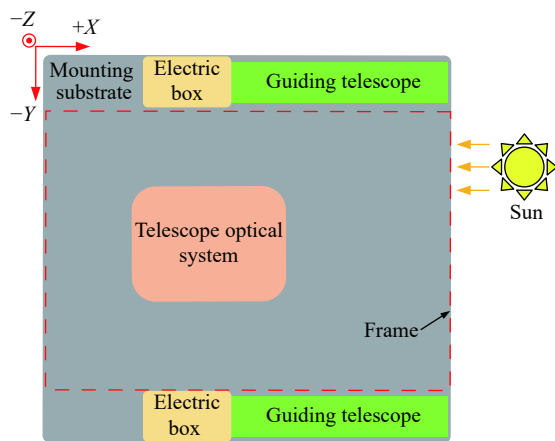 −Z
+X
−Y
Mounting
substrate
Electric
box
Guiding telescope
Sun
Telescope optical
system
Frame
Electric
box
Guiding telescope